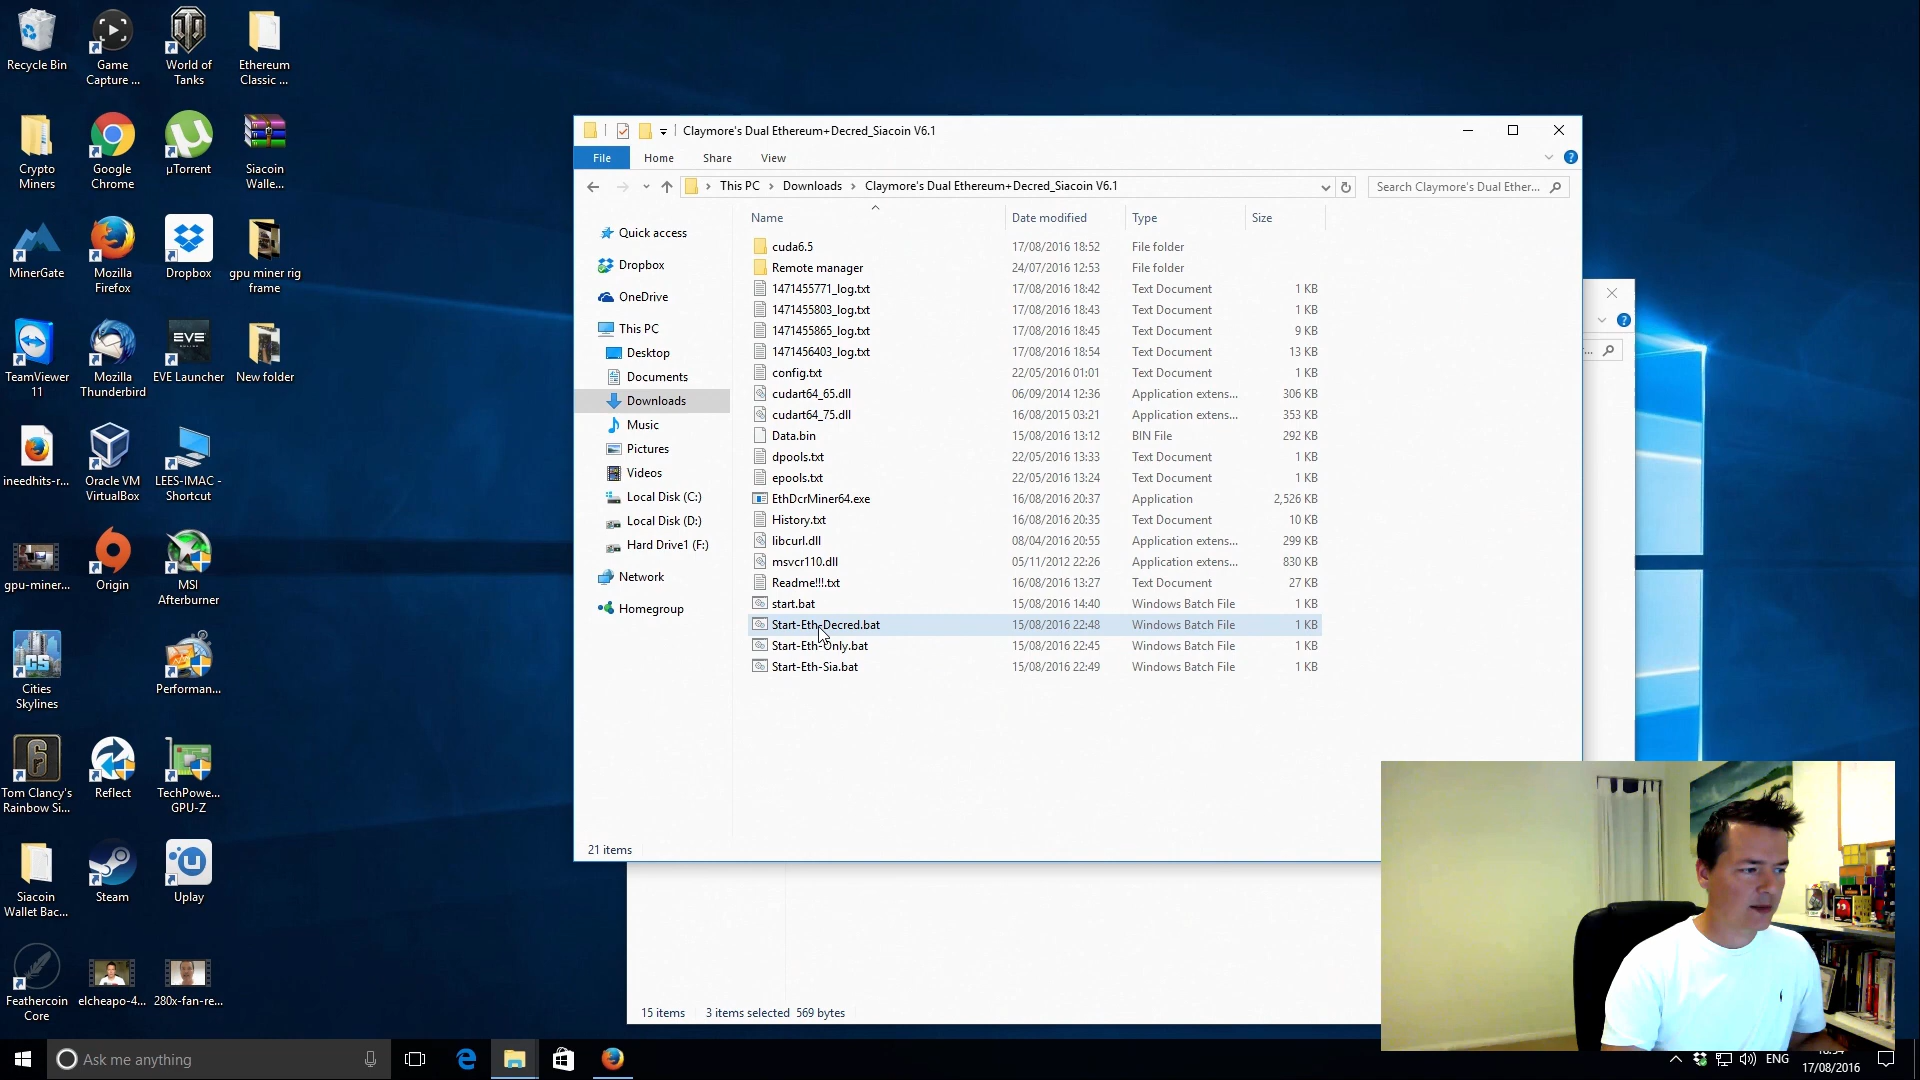 Recycle Bin
Game Capture ...
World of Tanks
Ethereum Classic ...
Crypto Miners
Google Chrome
µTorrent
Siacoin Walle...
MinerGate
Mozilla Firefox
Dropbox
gpu miner rig frame
TeamViewer 11
Mozilla Thunderbird
EVE
EVE Launcher
New folder
ineedhits-r...
Oracle VM VirtualBox
LEES-IMAC - Shortcut
gpu-miner...
Origin
MSI Afterburner
CS
Cities Skylines
Performan...
6
Tom Clancy's Rainbow Si...
Reflect
TechPowe... GPU-Z
Siacoin Wallet Bac...
Steam
Uplay
Feathercoin Core
elcheapo-4...
280x-fan-re...
Claymore's Dual Ethereum+Decred_Siacoin V6.1
File Home Share View
This PC Downloads Claymore's Dual Ethereum+Decred_Siacoin V6.1
Search Claymore's Dual Ether...
Quick access
Dropbox
OneDrive
This PC
Desktop
Documents
Downloads
Music
Pictures
Videos
Local Disk (C:)
Local Disk (D:)
Hard Drive1 (F:)
Network
Homegroup
Name Date modified Type Size
cuda6.5 17/08/2016 18:52 File folder
Remote manager 24/07/2016 12:53 File folder
1471455771_log.txt 17/08/2016 18:42 Text Document 1 KB
1471455803_log.txt 17/08/2016 18:43 Text Document 1 KB
1471455865_log.txt 17/08/2016 18:45 Text Document 9 KB
1471456403_log.txt 17/08/2016 18:54 Text Document 13 KB
config.txt 22/05/2016 01:01 Text Document 1 KB
cudart64_65.dll 06/09/2014 12:36 Application extens... 306 KB
cudart64_75.dll 16/08/2015 03:21 Application extens... 353 KB
Data.bin 15/08/2016 13:12 BIN File 292 KB
dpools.txt 22/05/2016 13:33 Text Document 1 KB
epools.txt 22/05/2016 13:24 Text Document 1 KB
EthDcrMiner64.exe 16/08/2016 20:37 Application 2,526 KB
History.txt 16/08/2016 20:35 Text Document 10 KB
libcurl.dll 08/04/2016 20:55 Application extens... 299 KB
msvcr110.dll 05/11/2012 22:26 Application extens... 830 KB
Readme!!!.txt 16/08/2016 13:27 Text Document 27 KB
start.bat 15/08/2016 14:40 Windows Batch File 1 KB
Start-Eth-Decred.bat 15/08/2016 22:48 Windows Batch File 1 KB
Start-Eth-Only.bat 15/08/2016 22:45 Windows Batch File 1 KB
Start-Eth-Sia.bat 15/08/2016 22:49 Windows Batch File 1 KB
21 items
15 items 3 items selected 569 bytes
Ask me anything
ENG
17/08/2016